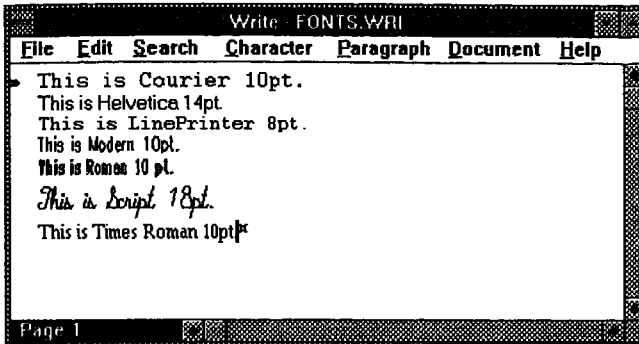 Write - FONTS.WRI
File Edit Search Character Paragraph Document Help
This is Courier 10pt.
This is Helvetica 14pt.
This is LinePrinter 8pt.
This is Modern 10pt.
This is Roman 10 pt.
This is Script 18pt.
This is Times Roman 10pt¤
Page 1